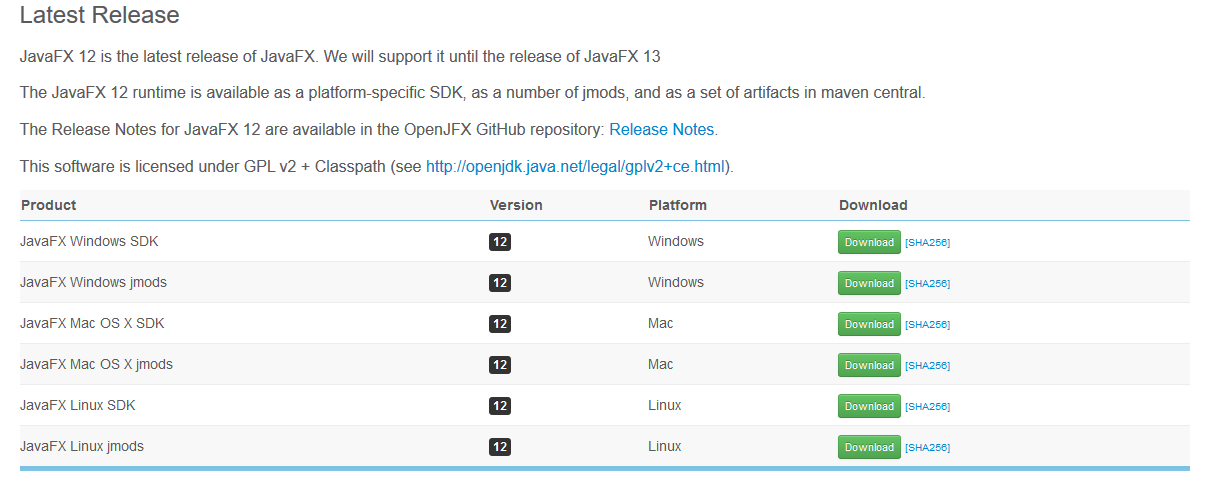 Latest Release
JavaFX 12 is the latest release of JavaFX. We will support it until the release of JavaFX 13
The JavaFX 12 runtime is available as a platform-specific SDK, as a number of jmods, and as a set of artifacts in maven central.
The Release Notes for JavaFX 12 are available in the OpenJFX GitHub repository: Release Notes.
This software is licensed under GPL v2 + Classpath (see http://openjdk.java.net/legal/gplv2+ce.html).
Product Version Platform Download
JavaFX Windows SDK 12 Windows Download [SHA256]
JavaFX Windows jmods 12 Windows Download [SHA256]
JavaFX Mac OS X SDK 12 Mac Download [SHA256]
JavaFX Mac OS X jmods 12 Mac Download [SHA256]
JavaFX Linux SDK 12 Linux Download [SHA256]
JavaFX Linux jmods 12 Linux Download [SHA256]